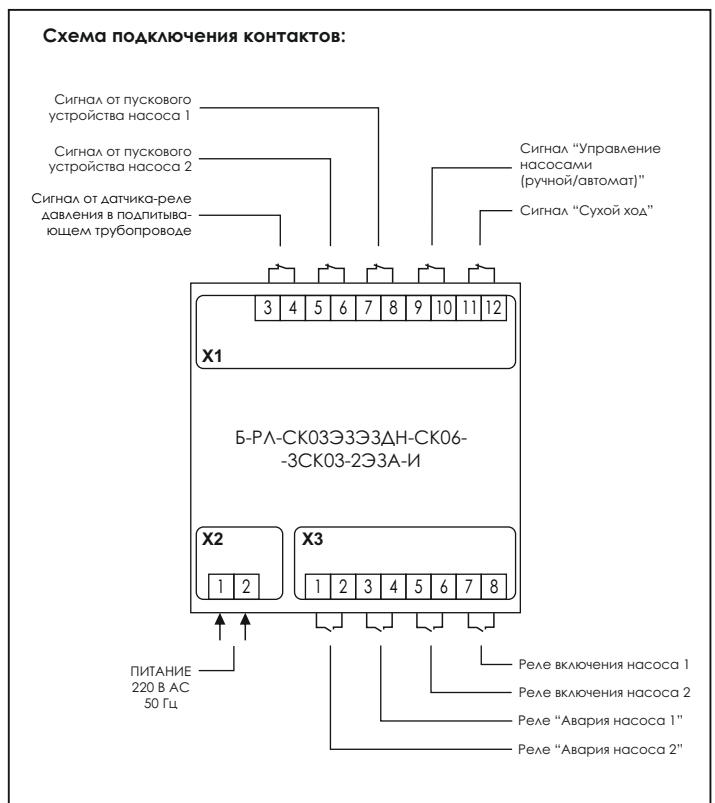 Схема подключения контактов:
Сигнал от пускового
устройства насоса 1
Сигнал от пускового
устройства насоса 2
Сигнал от датчика-реле
давления в подпитыва-
ющем трубопроводе
Сигнал “Управление
насосами
(ручной/автомат)”
Сигнал “Сухой ход”
3 4 5 6 7 8 9 10 11 12
X1
Б-РЛ-СК03Э3Э3ДН-СК06-
-3СК03-2Э3А-И
X2
X3
1 2
1 2 3 4 5 6 7 8
ПИТАНИЕ
220 В АС
50 Гц
Реле включения насоса 1
Реле включения насоса 2
Реле “Авария насоса 1”
Реле “Авария насоса 2”